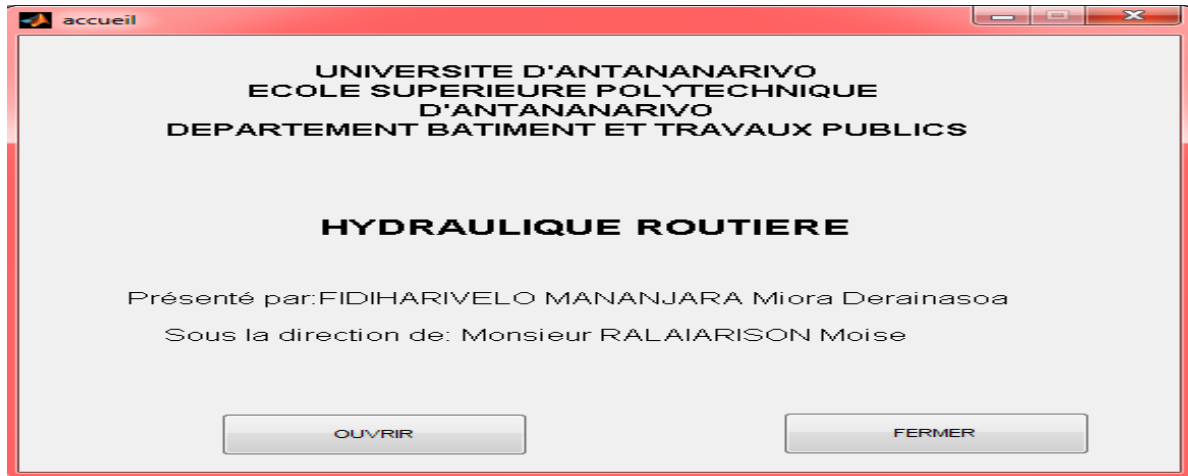 accueil
UNIVERSITE D'ANTANANARIVO
ECOLE SUPERIEURE POLYTECHNIQUE
D'ANTANANARIVO
DEPARTEMENT BATIMENT ET TRAVAUX PUBLICS
HYDRAULIQUE ROUTIERE
Présenté par:FIDIHARIVELO MANANJARA Miora Derainasoa
Sous la direction de: Monsieur RALAIARISON Moise
OUVRIR
FERMER